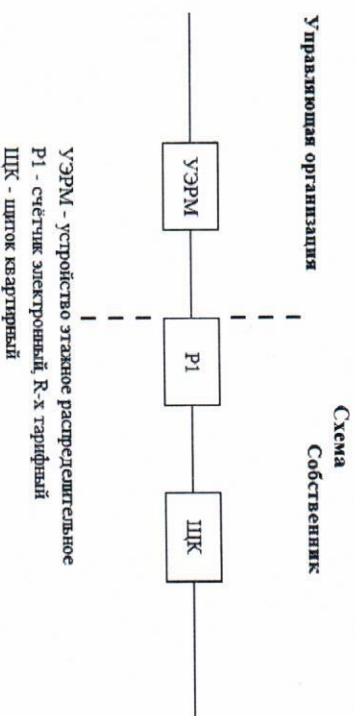 Схема
Управляющая организация Собственник
УЭРМ
Р1
ЩК
УЭРМ – устройство этажное распределительное
Р1 - счётчик электронный, R-х тарифный
ЩК - щиток квартирный